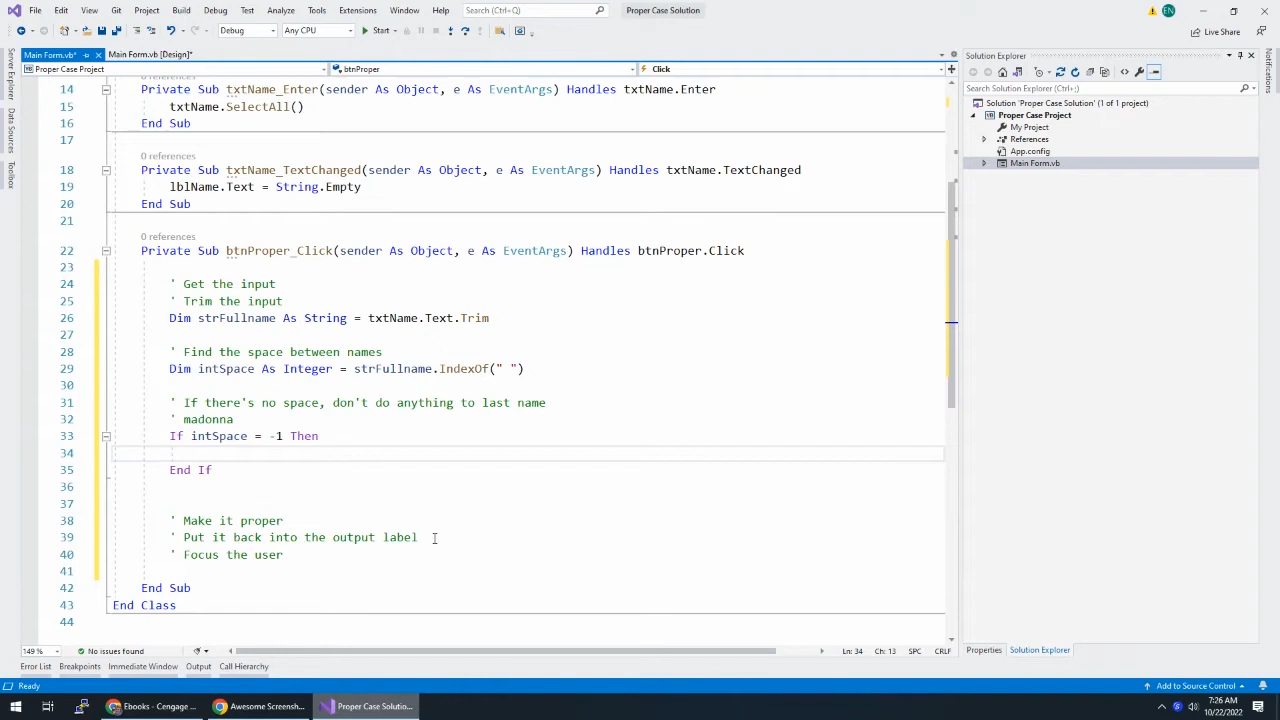 File Edit View Git Project Build Debug Test Analyze Tools Extensions Window Help Search (Ctrl+Q) Proper Case Solution EN
Debug Any CPU Start Live Share
Main Form.vb* Main Form.vb [Design]*
Proper Case Project btnProper Click
Server Explorer
Data Sources
Toolbox
0 references
14 Private Sub txtName_Enter(sender As Object, e As EventArgs) Handles txtName.Enter
15 txtName.SelectAll()
16 End Sub
17
0 references
18 Private Sub txtName_TextChanged(sender As Object, e As EventArgs) Handles txtName.TextChanged
19 lblName.Text = String.Empty
20 End Sub
21
0 references
22 Private Sub btnProper_Click(sender As Object, e As EventArgs) Handles btnProper.Click
23
24 ' Get the input
25 ' Trim the input
26 Dim strFullname As String = txtName.Text.Trim
27
28 ' Find the space between names
29 Dim intSpace As Integer = strFullname.IndexOf(" ")
30
31 ' If there's no space, don't do anything to last name
32 ' madonna
33 If intSpace = -1 Then
34
35 End If
36
37
38 ' Make it proper
39 ' Put it back into the output label
40 ' Focus the user
41
42 End Sub
43 End Class
44
149 % No issues found Ln: 34 Ch: 13 SPC CRLF
Error List Breakpoints Immediate Window Output Call Hierarchy
Solution Explorer
Search Solution Explorer (Ctrl+;)
Solution 'Proper Case Solution' (1 of 1 project)
Proper Case Project
My Project
References
App.config
Main Form.vb
Properties Solution Explorer
Notifications
Ready Add to Source Control
Ebooks - Cengage ... Awesome Screensh... Proper Case Solutio...
7:26 AM
10/22/2022